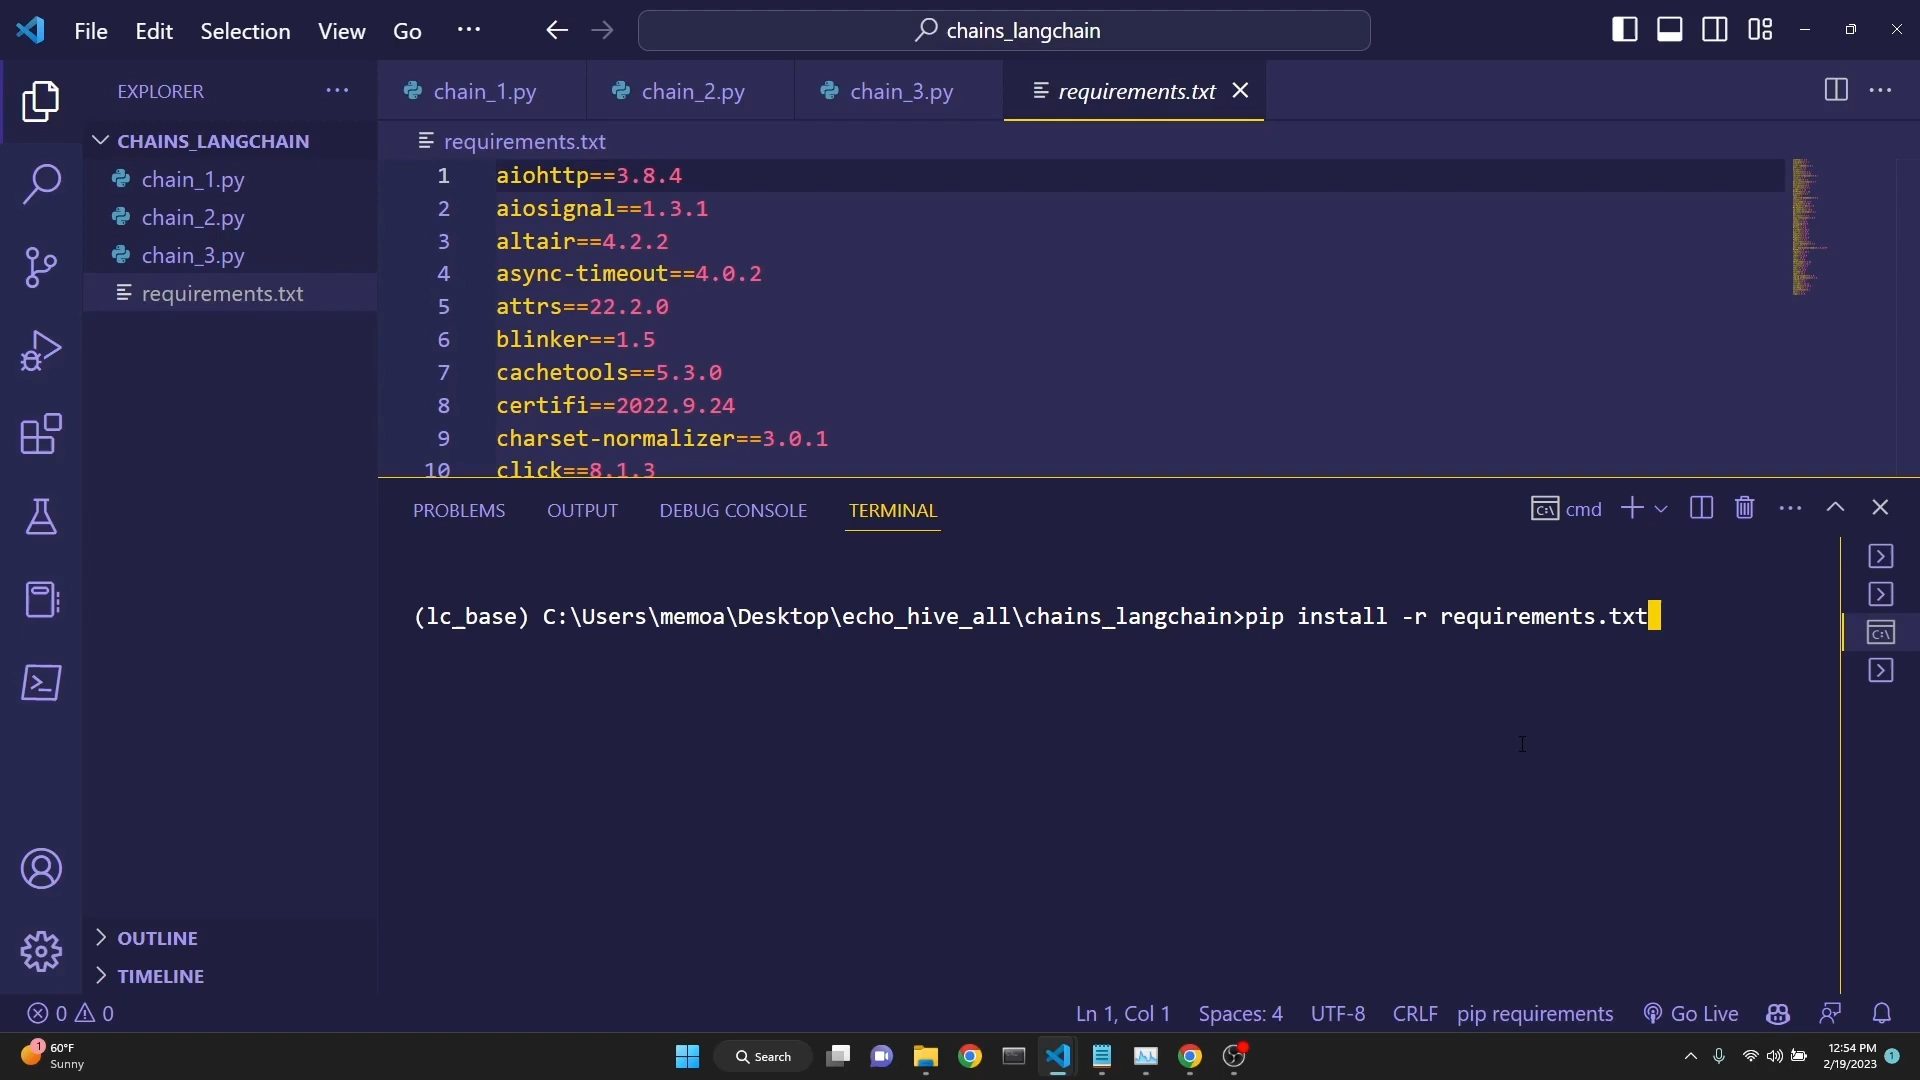 File Edit Selection View Go ···
chains_langchain
EXPLORER
CHAINS_LANGCHAIN
chain_1.py
chain_2.py
chain_3.py
requirements.txt
OUTLINE
TIMELINE
chain_1.py chain_2.py chain_3.py requirements.txt
requirements.txt
1 aiohttp==3.8.4
2 aiosignal==1.3.1
3 altair==4.2.2
4 async-timeout==4.0.2
5 attrs==22.2.0
6 blinker==1.5
7 cachetools==5.3.0
8 certifi==2022.9.24
9 charset-normalizer==3.0.1
10 click==8.1.3
PROBLEMS OUTPUT DEBUG CONSOLE TERMINAL
cmd
(lc_base) C:\Users\memoa\Desktop\echo_hive_all\chains_langchain>pip install -r requirements.txt
0 0
Ln 1, Col 1 Spaces: 4 UTF-8 CRLF pip requirements Go Live
1
60°F
Sunny
Search
12:54 PM
2/19/2023
1